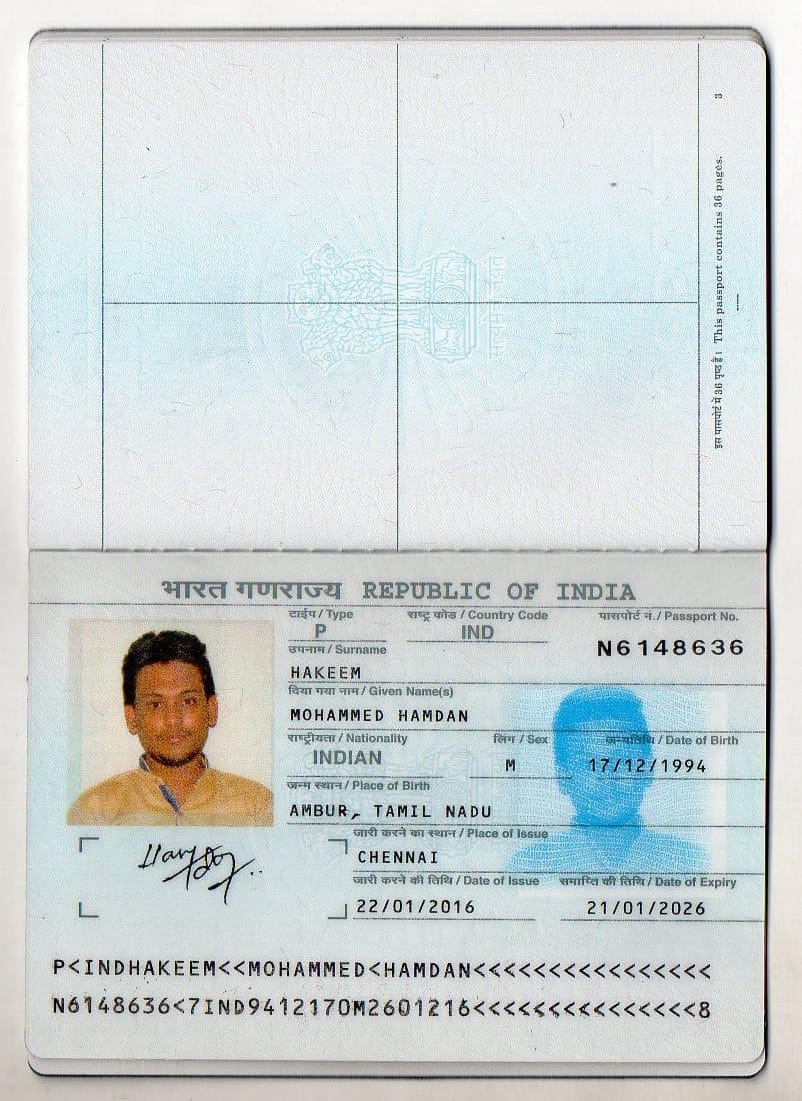 3
इस पासपोर्ट में 36 पृष्ठ है। This passport contains 36 pages.
भारत गणराज्य REPUBLIC OF INDIA
टाईप / Type राष्ट्र कोड / Country Code पासपोर्ट नं. / Passport No.
P IND N6148636
उपनाम / Surname
HAKEEM
दिया गया नाम / Given Name(s)
MOHAMMED HAMDAN
राष्ट्रीयता / Nationality लिंग / Sex जन्मतिथि / Date of Birth
INDIAN M 17/12/1994
जन्म स्थान / Place of Birth
AMBUR, TAMIL NADU
जारी करने का स्थान / Place of Issue
CHENNAI
जारी करने की तिथि / Date of Issue समाप्ति की तिथि / Date of Expiry
22/01/2016 21/01/2026
P<INDHAKEEM<<MOHAMMED<HAMDAN<<<<<<<<<<<<<<<<
N6148636<7IND9412170M2601216<<<<<<<<<<<<<<<8